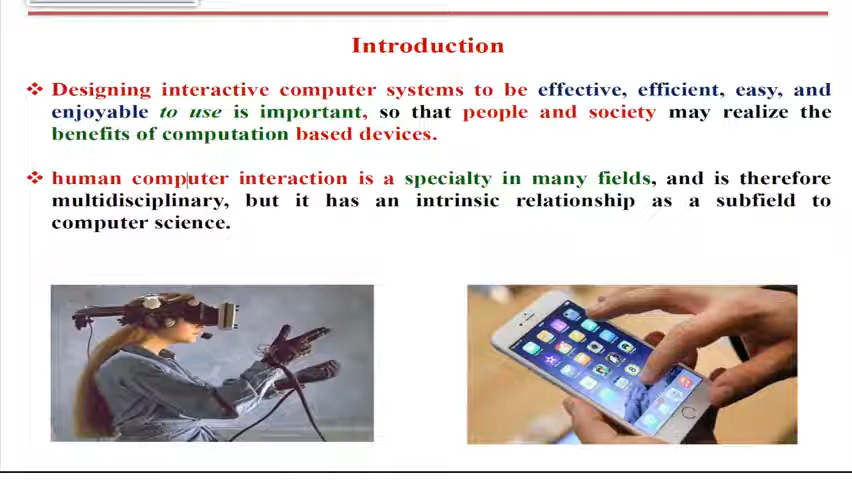 Introduction
❖ Designing interactive computer systems to be effective, efficient, easy, and
enjoyable to use is important, so that people and society may realize the
benefits of computation based devices.
❖ human computer interaction is a specialty in many fields, and is therefore
multidisciplinary, but it has an intrinsic relationship as a subfield to
computer science.